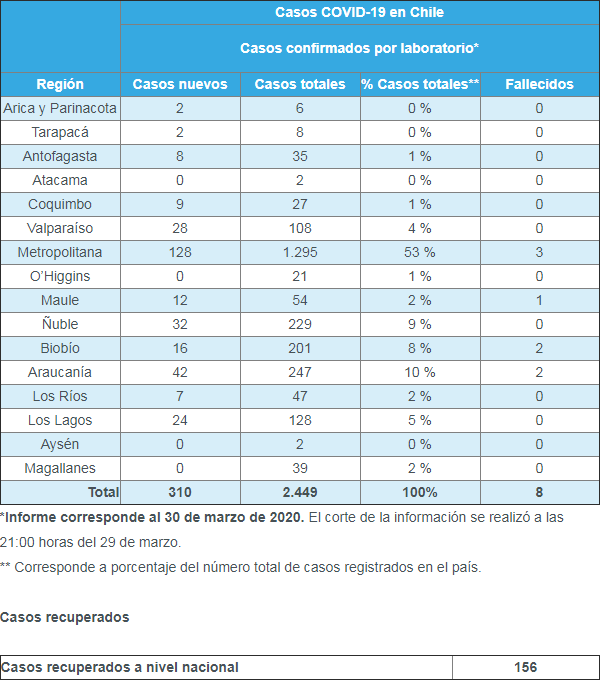 Casos COVID-19 en Chile
Casos confirmados por laboratorio*
Región Casos nuevos Casos totales % Casos totales** Fallecidos
Arica y Parinacota 2 6 0 % 0
Tarapacá 2 8 0 % 0
Antofagasta 8 35 1 % 0
Atacama 0 2 0 % 0
Coquimbo 9 27 1 % 0
Valparaíso 28 108 4 % 0
Metropolitana 128 1.295 53 % 3
O’Higgins 0 21 1 % 0
Maule 12 54 2 % 1
Ñuble 32 229 9 % 0
Biobío 16 201 8 % 2
Araucanía 42 247 10 % 2
Los Ríos 7 47 2 % 0
Los Lagos 24 128 5 % 0
Aysén 0 2 0 % 0
Magallanes 0 39 2 % 0
Total 310 2.449 100% 8
*Informe corresponde al 30 de marzo de 2020. El corte de la información se realizó a las
21:00 horas del 29 de marzo.
** Corresponde a porcentaje del número total de casos registrados en el país.
Casos recuperados
Casos recuperados a nivel nacional 156